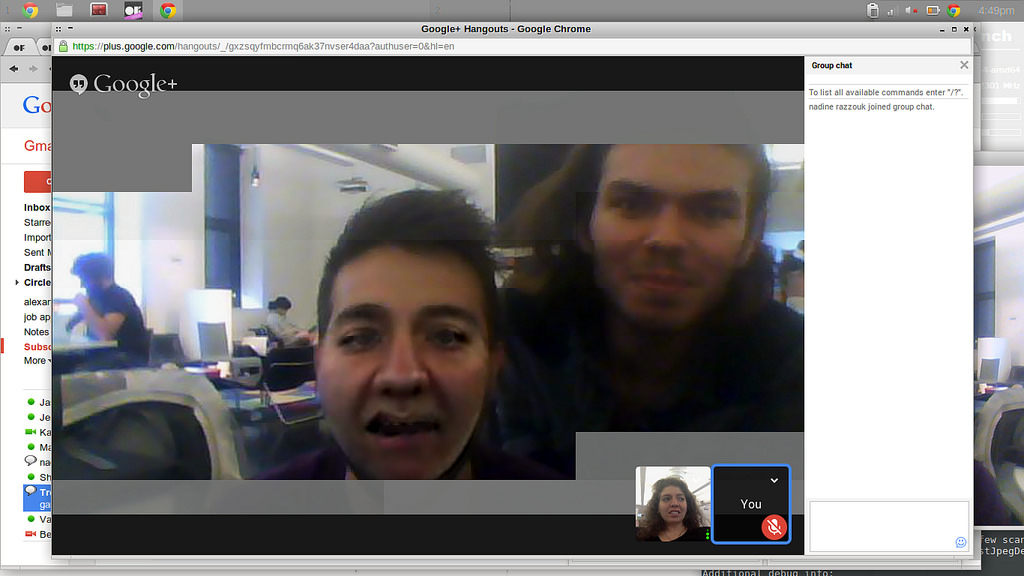 4:49pm
Google+ Hangouts - Google Chrome
https://plus.google.com/hangouts/_/gxzsqyfmbcrmq6ak37nvser4daa?authuser=0&hl=en
Google+
Group chat
To list all available commands enter "/?".
nadine razzouk joined group chat.
You
Go
Gma
Inbox
Starre
Import
Sent M
Drafts
Circle
alexar
job ap
Notes
Subsc
More
Ja
Je
Ka
Ma
na
Sh
Tre
ga
Va
Be
nch
few scar
stJpegDe
Additional debug info: